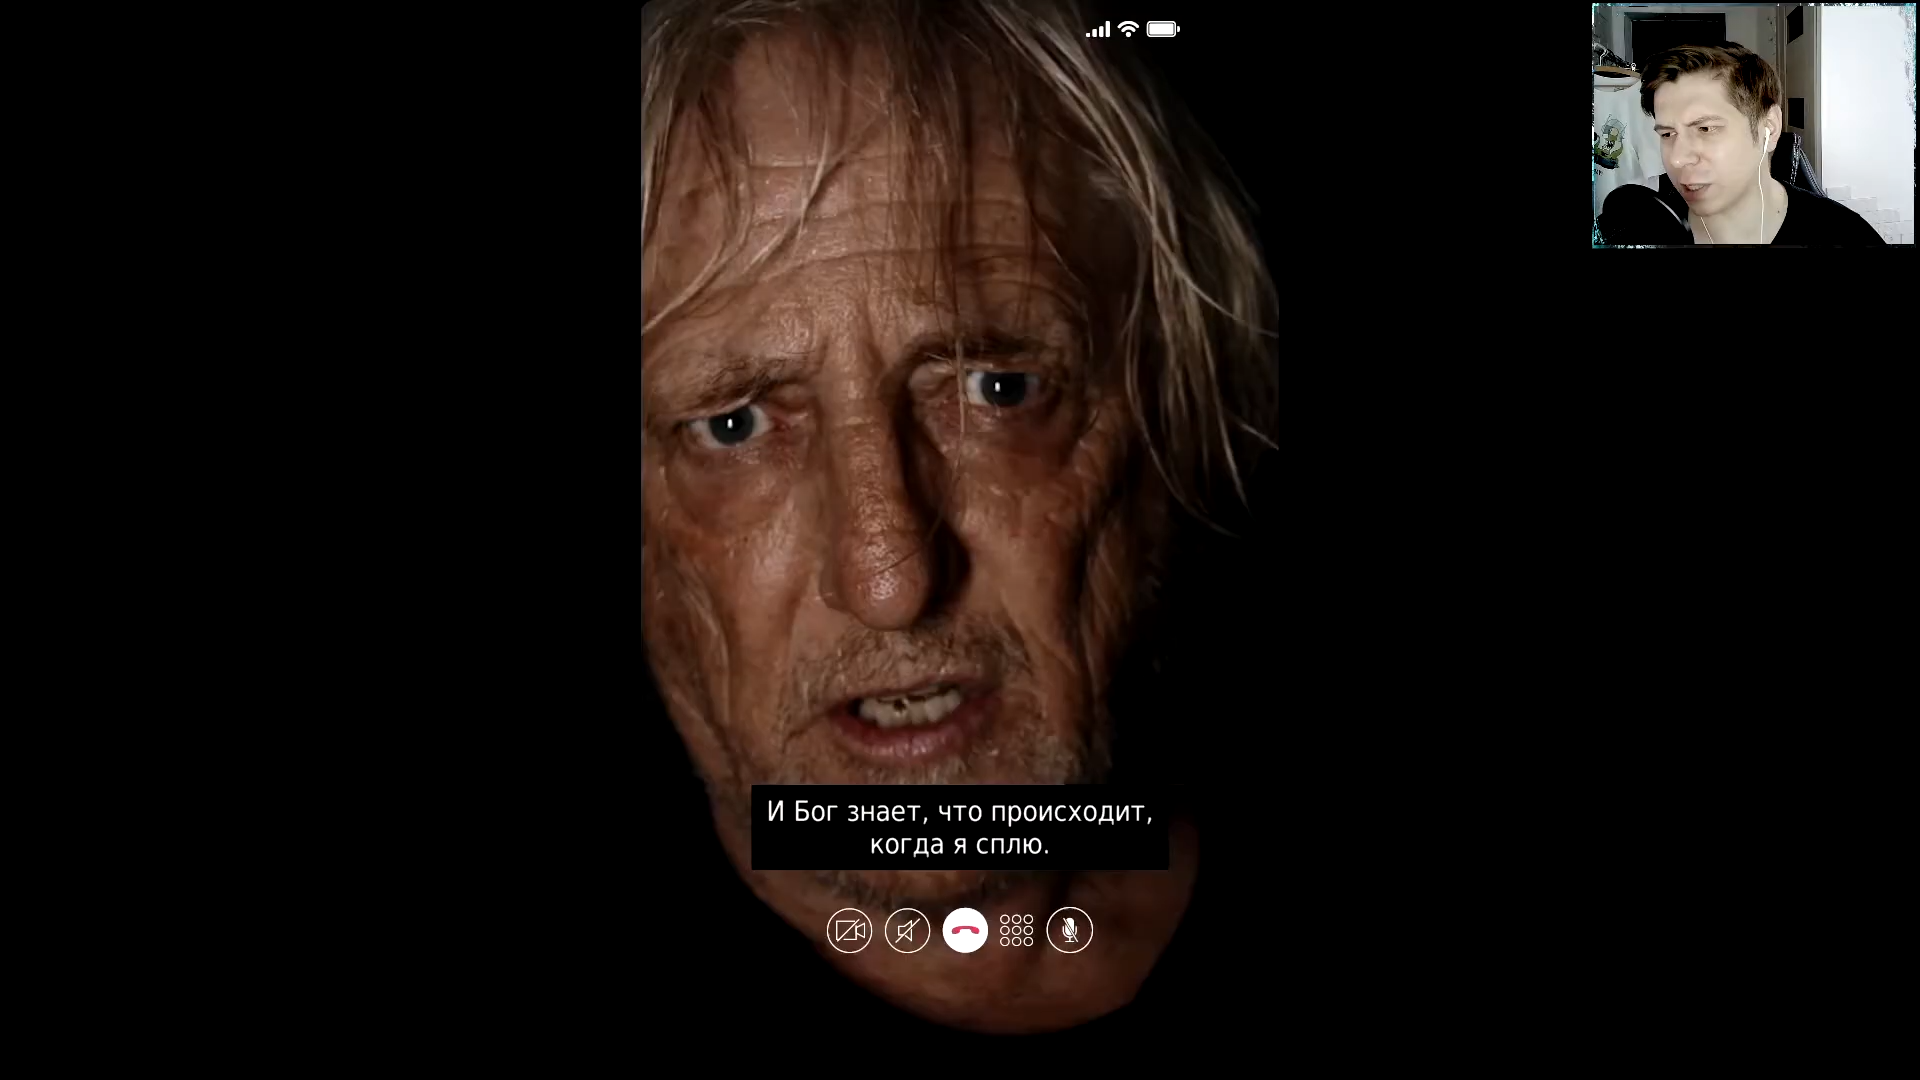 И Бог знает, что происходит,
когда я сплю.